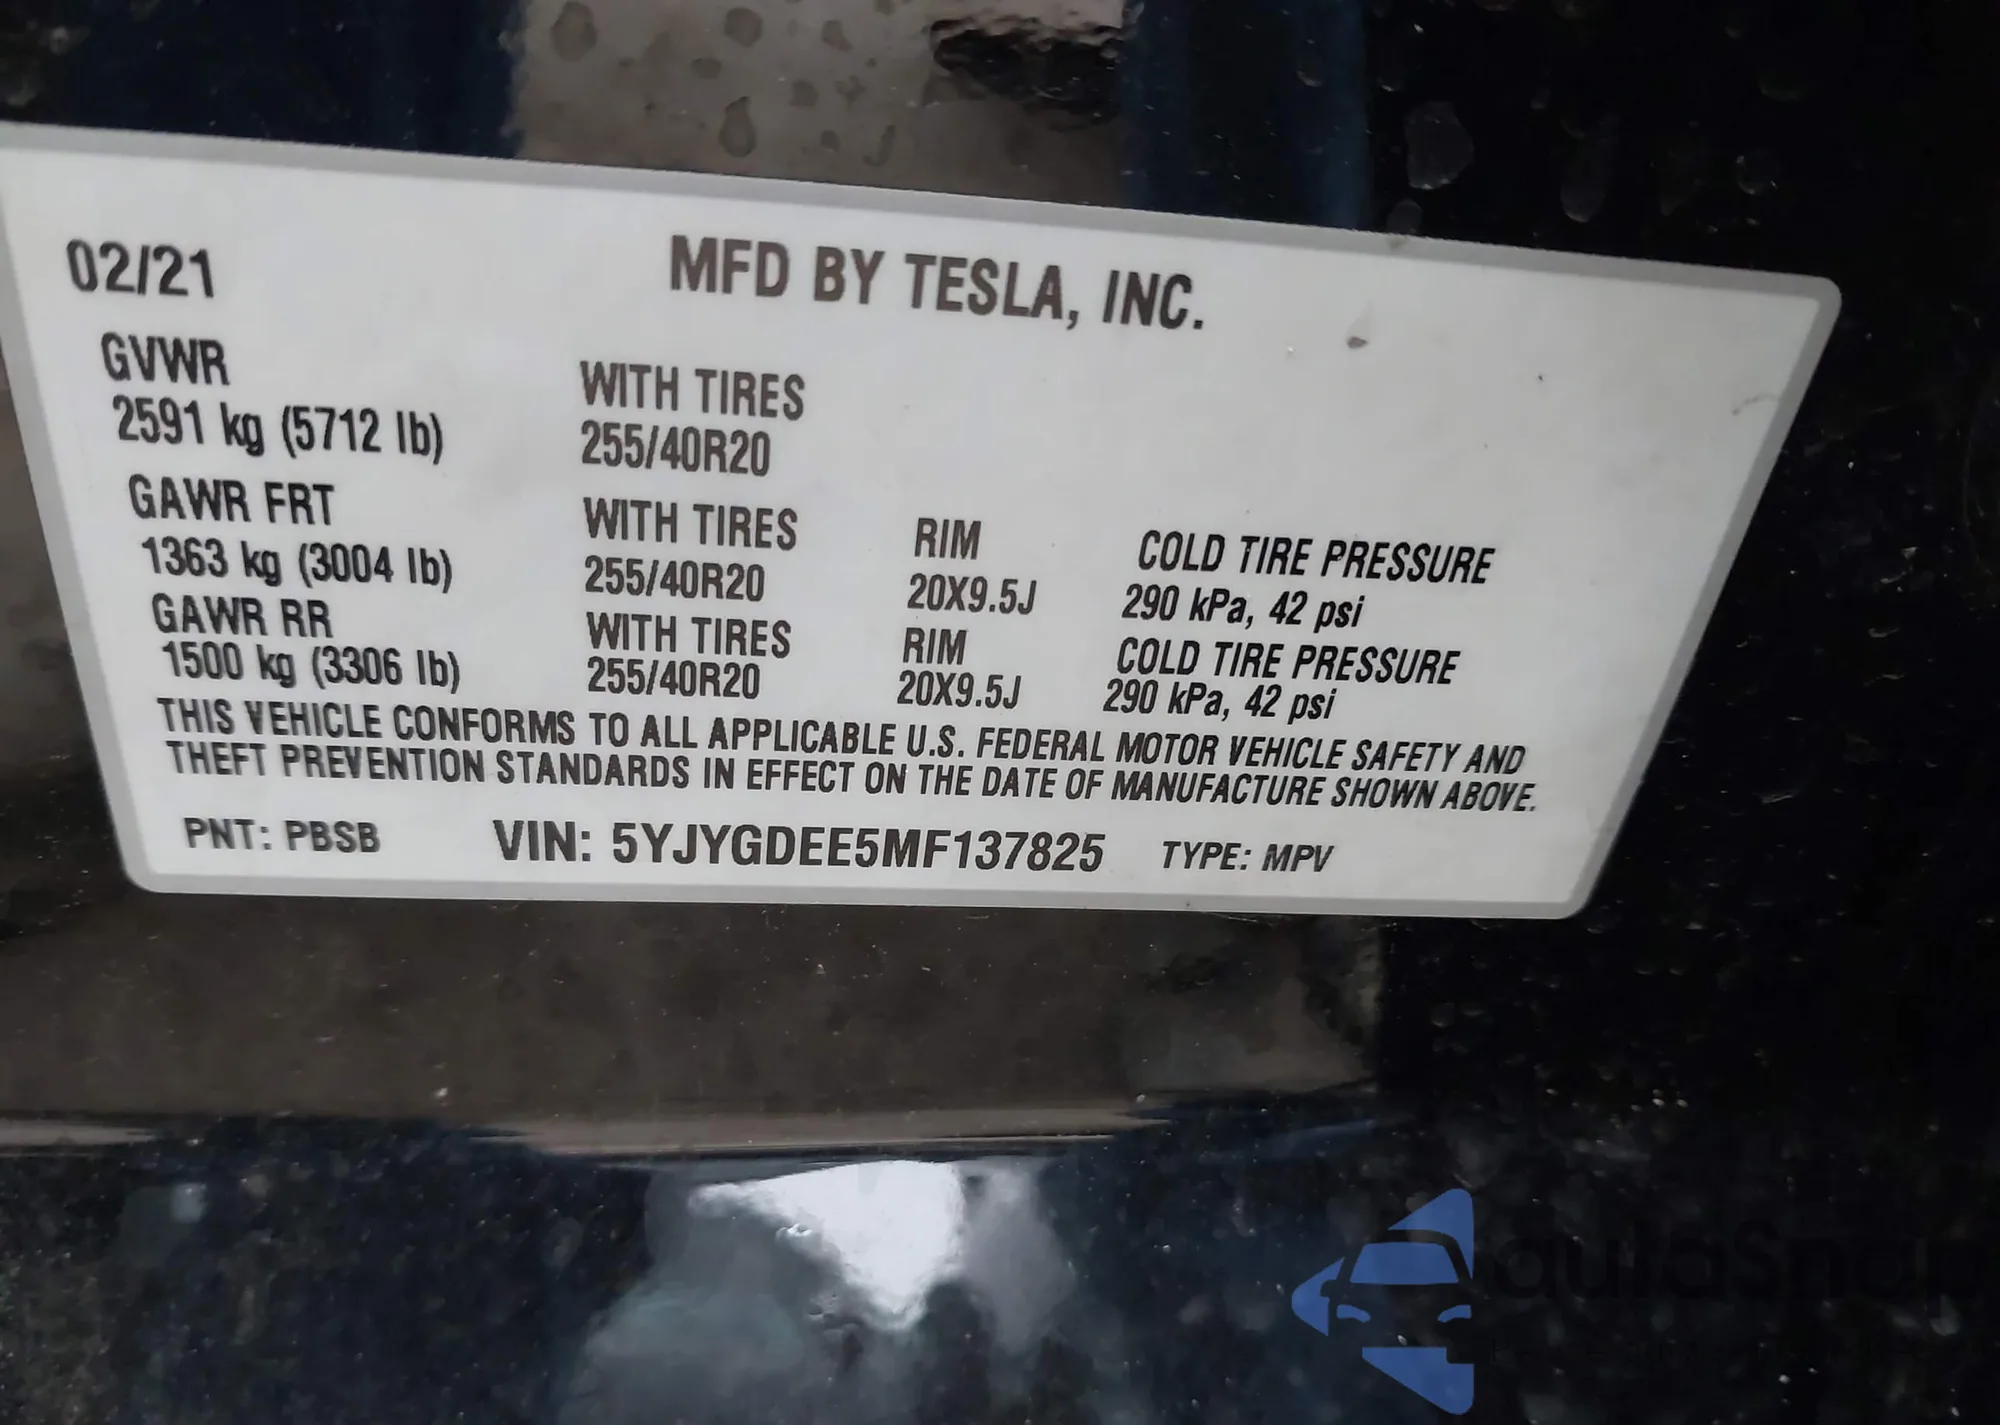 02/21 MFD BY TESLA, INC.
GVWR WITH TIRES
2591 kg (5712 lb) 255/40R20
GAWR FRT WITH TIRES RIM COLD TIRE PRESSURE
1363 kg (3004 lb) 255/40R20 20X9.5J 290 kPa, 42 psi
GAWR RR WITH TIRES RIM COLD TIRE PRESSURE
1500 kg (3306 lb) 255/40R20 20X9.5J 290 kPa, 42 psi
THIS VEHICLE CONFORMS TO ALL APPLICABLE U.S. FEDERAL MOTOR VEHICLE SAFETY AND
THEFT PREVENTION STANDARDS IN EFFECT ON THE DATE OF MANUFACTURE SHOWN ABOVE.
PNT: PBSB VIN: 5YJYGDEE5MF137825 TYPE: MPV